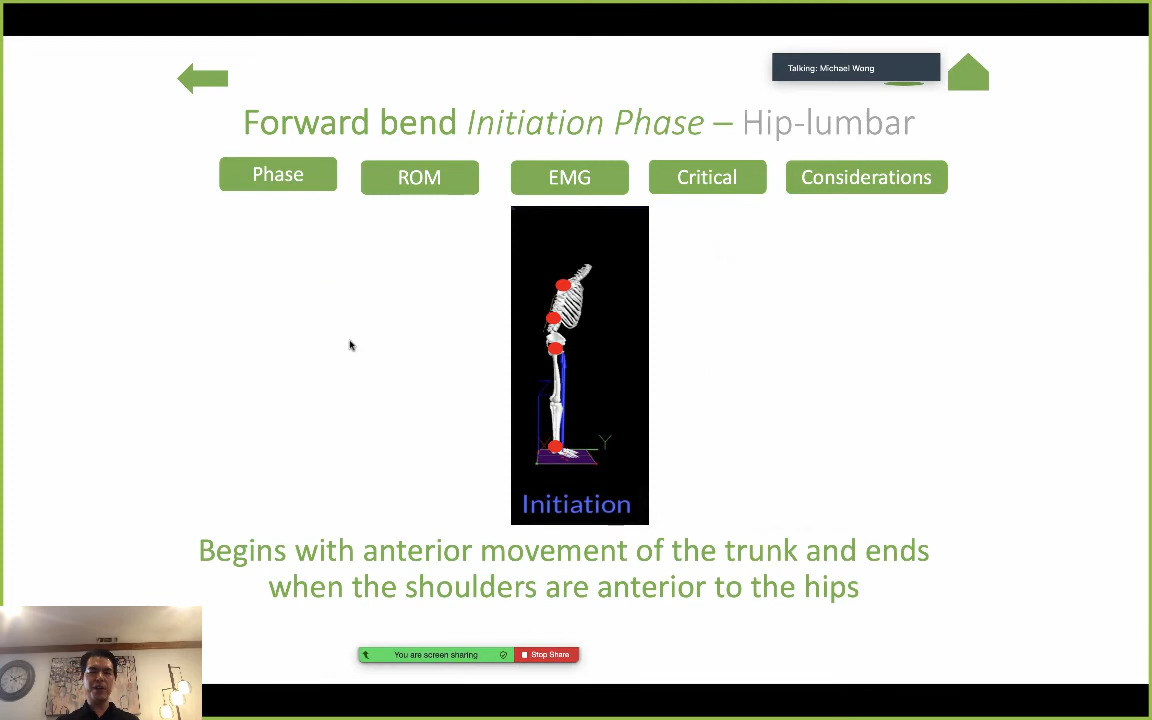 Talking: Michael Wong
Forward bend Initiation Phase – Hip-lumbar
Phase
ROM
EMG
Critical
Considerations
Y
Initiation
Begins with anterior movement of the trunk and ends
when the shoulders are anterior to the hips
You are screen sharing
Stop Share